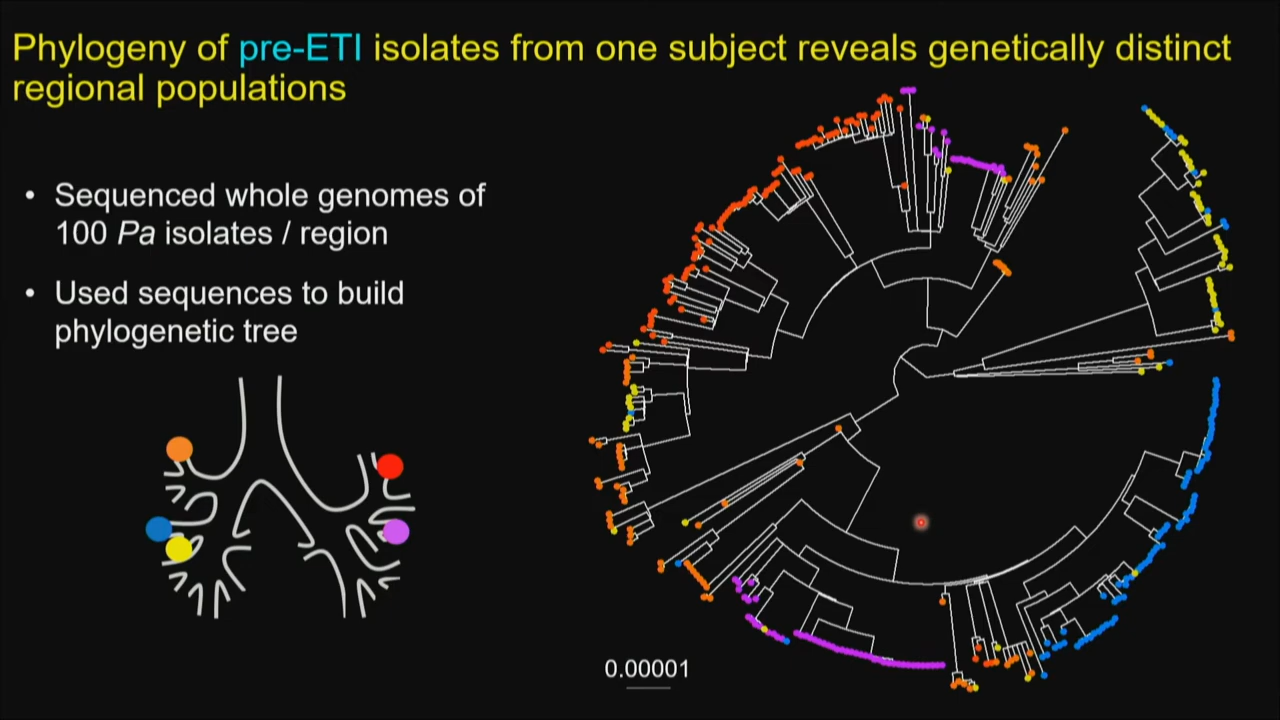 Phylogeny of pre-ETI isolates from one subject reveals genetically distinct
regional populations
• Sequenced whole genomes of
100 Pa isolates / region
• Used sequences to build
phylogenetic tree
0.00001